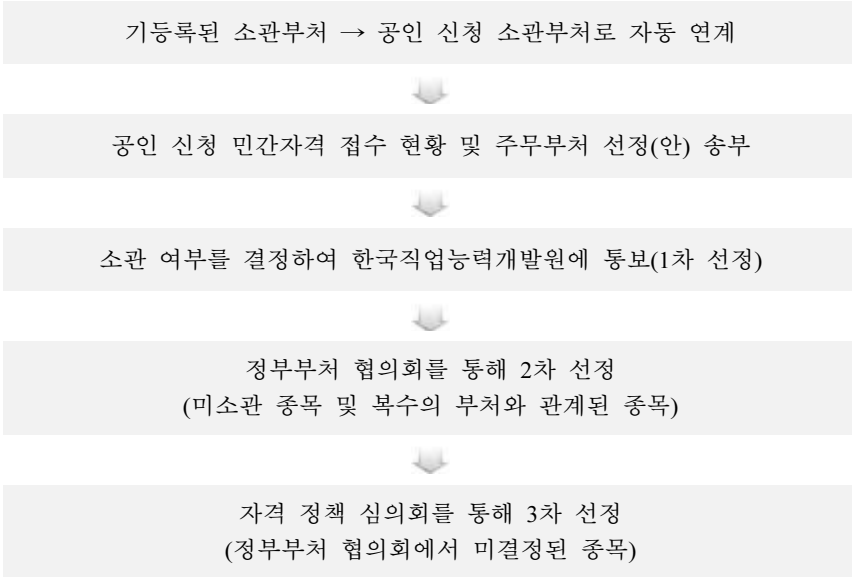 기등록된 소관부처 → 공인 신청 소관부처로 자동 연계
공인 신청 민간자격 접수 현황 및 주무부처 선정(안) 송부
소관 여부를 결정하여 한국직업능력개발원에 통보(1차 선정)
정부부처 협의회를 통해 2차 선정
(미소관 종목 및 복수의 부처와 관계된 종목)
자격 정책 심의회를 통해 3차 선정
(정부부처 협의회에서 미결정된 종목)